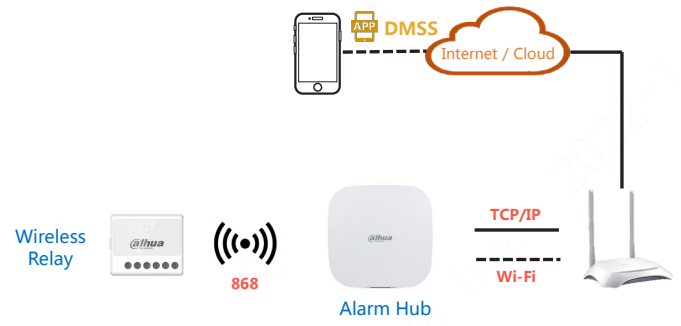 APP DMSS
Internet / Cloud
TCP/IP
Wireless
Relay
alhua
868
alhua
Wi-Fi
Alarm Hub